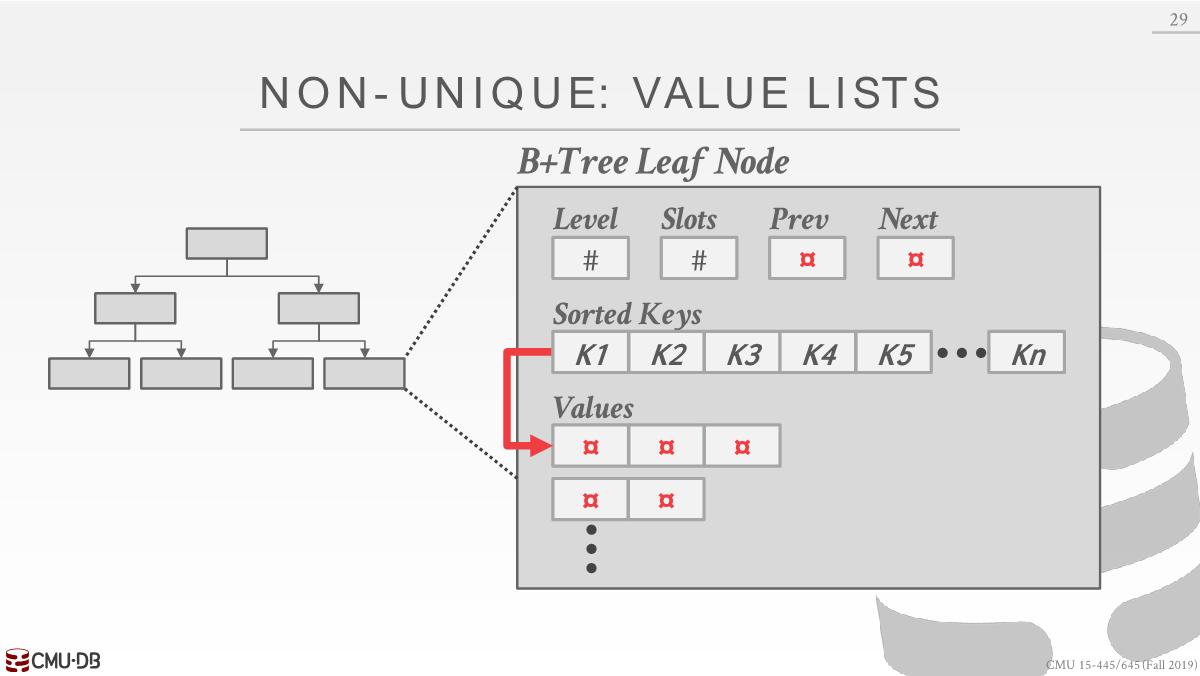 29
NON-UNIQUE: VALUE LISTS
B+Tree Leaf Node
Level Slots Prev Next
# # ¤ ¤
Sorted Keys
K1 K2 K3 K4 K5 ••• Kn
Values
¤ ¤ ¤
¤ ¤
CMU·DB
CMU 15-445/645 (Fall 2019)